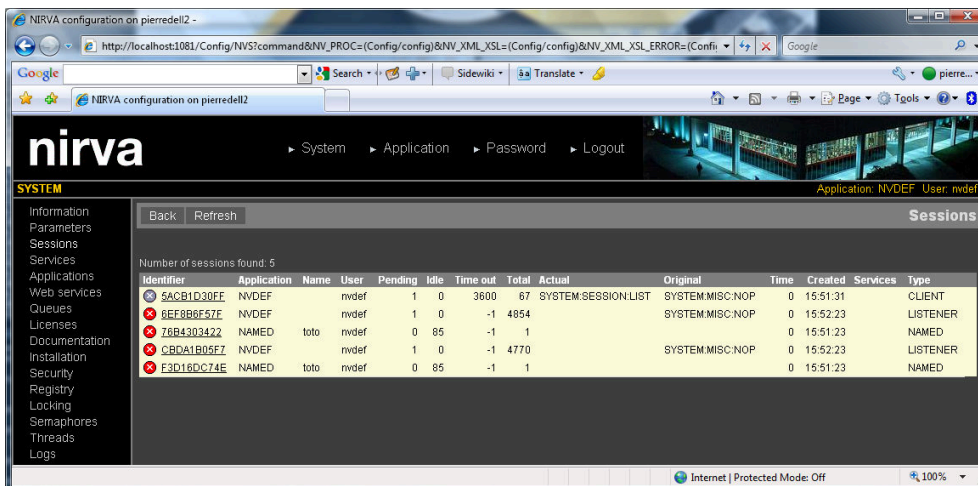 NIRVA configuration on pierredell2 -
http://localhost:1081/Config/NVS?command&NV_PROC=(Config/config)&NV_XML_XSL=(Config/config)&NV_XML_XSL_ERROR=(Confi
Google
Google Search Sidewiki Translate pierre...
NIRVA configuration on pierredell2 Page Tools
nirva System Application Password Logout
SYSTEM Application: NVDEF User: nvdef
Information
Parameters
Sessions
Services
Applications
Web services
Queues
Licenses
Documentation
Installation
Security
Registry
Locking
Semaphores
Threads
Logs
Back Refresh Sessions
Number of sessions found: 5
Identifier Application Name User Pending Idle Time out Total Actual Original Time Created Services Type
5ACB1D30FF NVDEF nvdef 1 0 3600 67 SYSTEM:SESSION:LIST SYSTEM:MISC:NOP 0 15:51:31 CLIENT
6EF8B6F57F NVDEF nvdef 1 0 -1 4854 SYSTEM:MISC:NOP 0 15:52:23 LISTENER
76B4303422 NAMED toto nvdef 0 85 -1 1 0 15:51:23 NAMED
CBDA1B05F7 NVDEF nvdef 1 0 -1 4770 SYSTEM:MISC:NOP 0 15:52:23 LISTENER
F3D16DC74E NAMED toto nvdef 0 85 -1 1 0 15:51:23 NAMED
Internet | Protected Mode: Off 100%